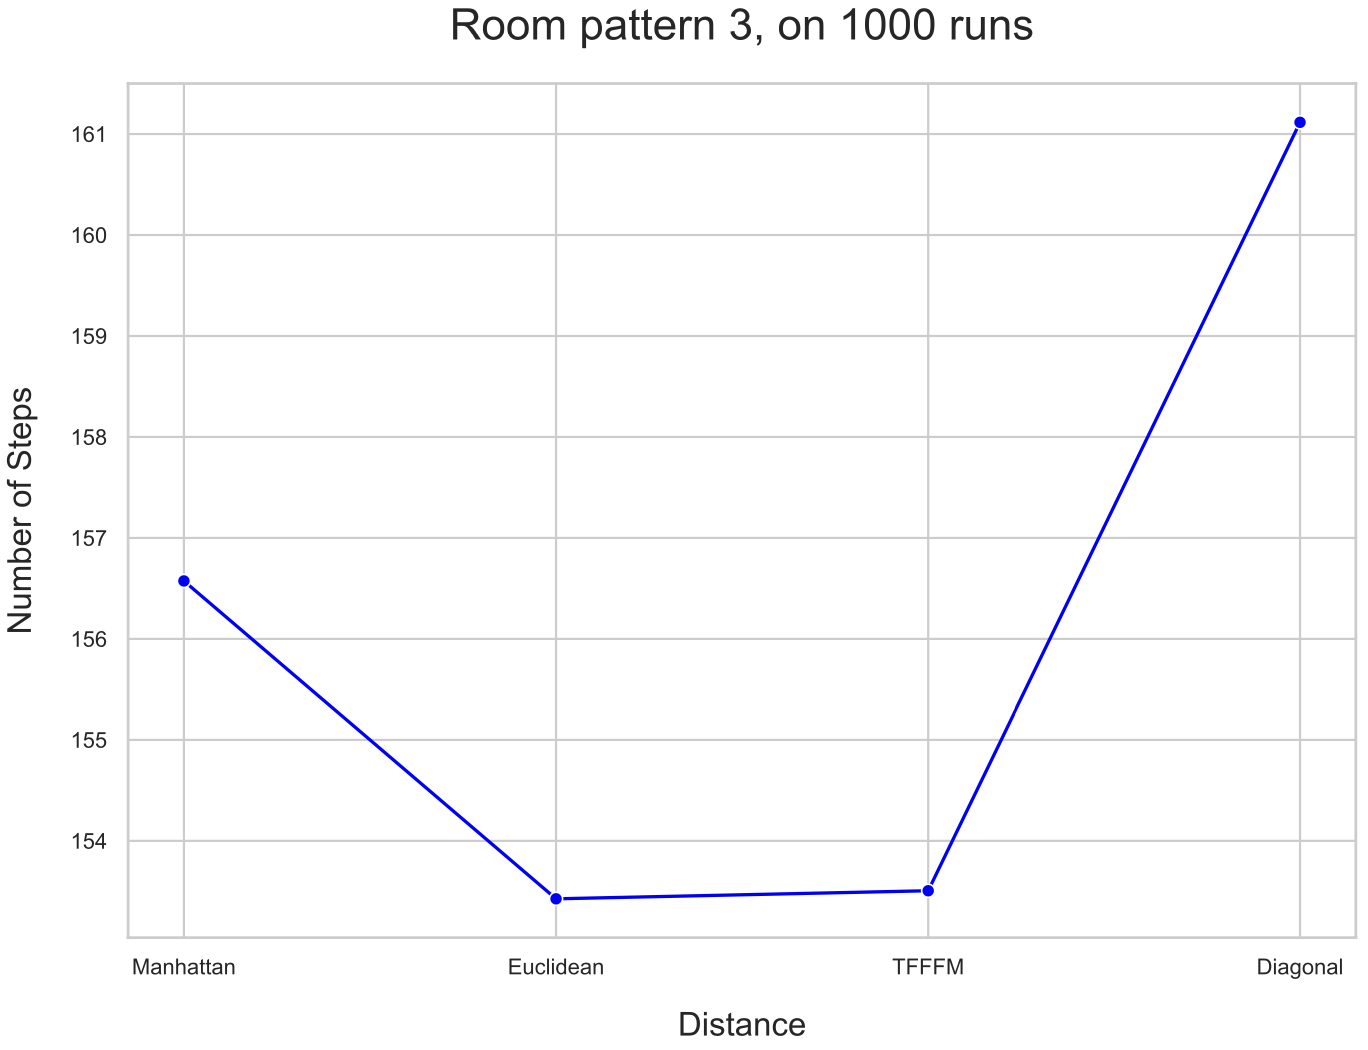 Room pattern 3, on 1000 runs
161
160
159
158
157
156
155
154
Number of Steps
Manhattan
Euclidean
TFFFM
Diagonal
Distance